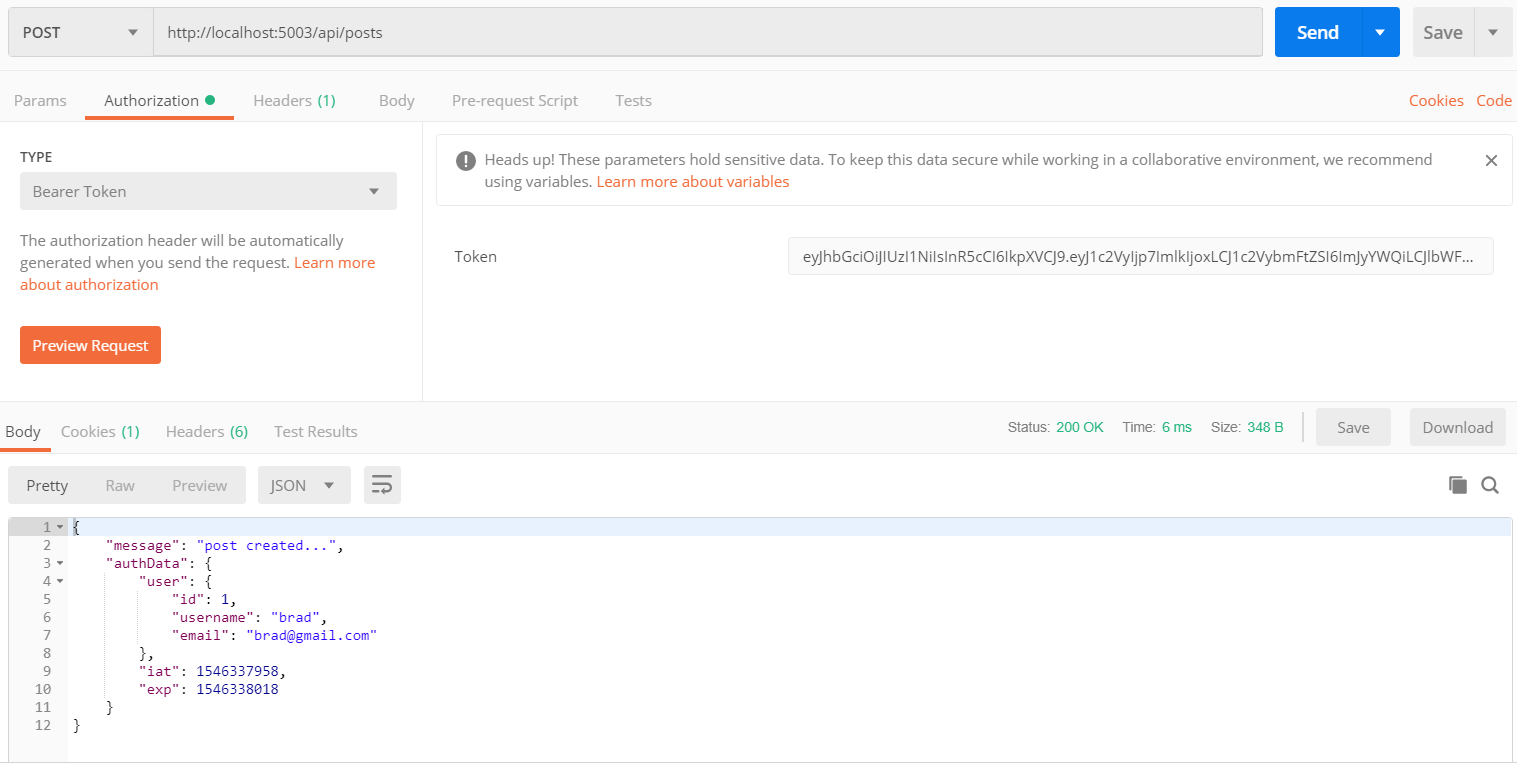 POST
http://localhost:5003/api/posts
Send
Save
Params
Authorization
Headers (1)
Body
Pre-request Script
Tests
Cookies
Code
TYPE
Bearer Token
The authorization header will be automatically
generated when you send the request. Learn more
about authorization
Preview Request
Heads up! These parameters hold sensitive data. To keep this data secure while working in a collaborative environment, we recommend
using variables. Learn more about variables
Token
eyJhbGciOiJIUzI1NiIsInR5cCI6IkpXVCJ9.eyJ1c2VyIjp7ImlkIjoxLCJ1c2VybmFtZSI6ImJyYWQiLCJlbWF...
Body
Cookies (1)
Headers (6)
Test Results
Status: 200 OK
Time: 6 ms
Size: 348 B
Save
Download
Pretty
Raw
Preview
JSON
1 {
2 "message": "post created...",
3 "authData": {
4 "user": {
5 "id": 1,
6 "username": "brad",
7 "email": "brad@gmail.com"
8 },
9 "iat": 1546337958,
10 "exp": 1546338018
11 }
12 }